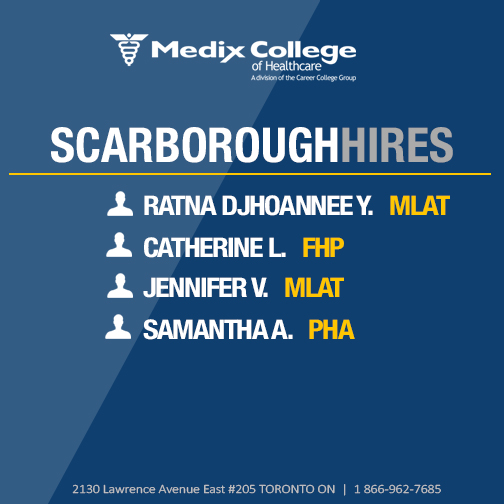 Medix College
of Healthcare
A division of the Career College Group
SCARBOROUGHHIRES
RATNA DJHOANNEE Y. MLAT
CATHERINE L. FHP
JENNIFER V. MLAT
SAMANTHA A. PHA
2130 Lawrence Avenue East #205 TORONTO ON | 1 866-962-7685